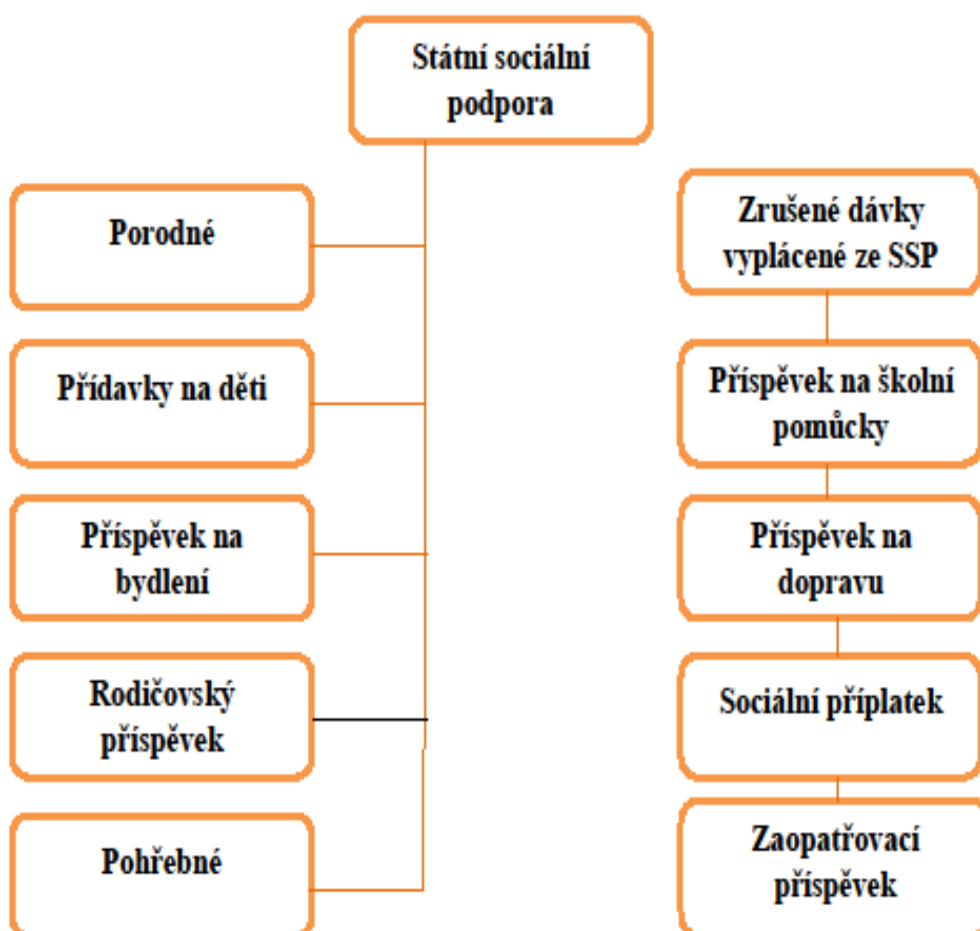 Státní sociální
podpora
Porodné
Přídavky na děti
Příspěvek na
bydlení
Rodičovský
příspěvek
Pohřebné
Zrušené dávky
vyplácené ze SSP
Příspěvek na školní
pomůcky
Příspěvek na
dopravu
Sociální příplatek
Zaopatřovací
příspěvek